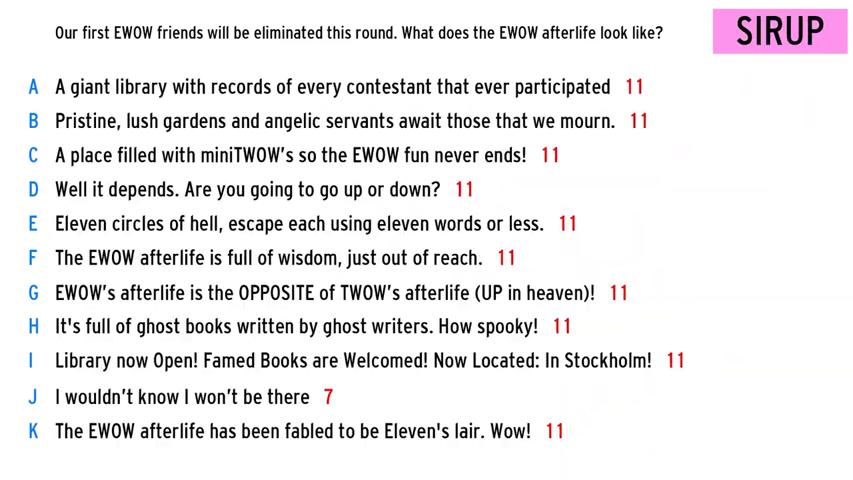 Our first EWOW friends will be eliminated this round. What does the EWOW afterlife look like?
SIRUP
A A giant library with records of every contestant that ever participated 11
B Pristine, lush gardens and angelic servants await those that we mourn. 11
C A place filled with miniTWOW’s so the EWOW fun never ends! 11
D Well it depends. Are you going to go up or down? 11
E Eleven circles of hell, escape each using eleven words or less. 11
F The EWOW afterlife is full of wisdom, just out of reach. 11
G EWOW’s afterlife is the OPPOSITE of TWOW’s afterlife (UP in heaven)! 11
H It's full of ghost books written by ghost writers. How spooky! 11
I Library now Open! Famed Books are Welcomed! Now Located: In Stockholm! 11
J I wouldn’t know I won’t be there 7
K The EWOW afterlife has been fabled to be Eleven's lair. Wow! 11